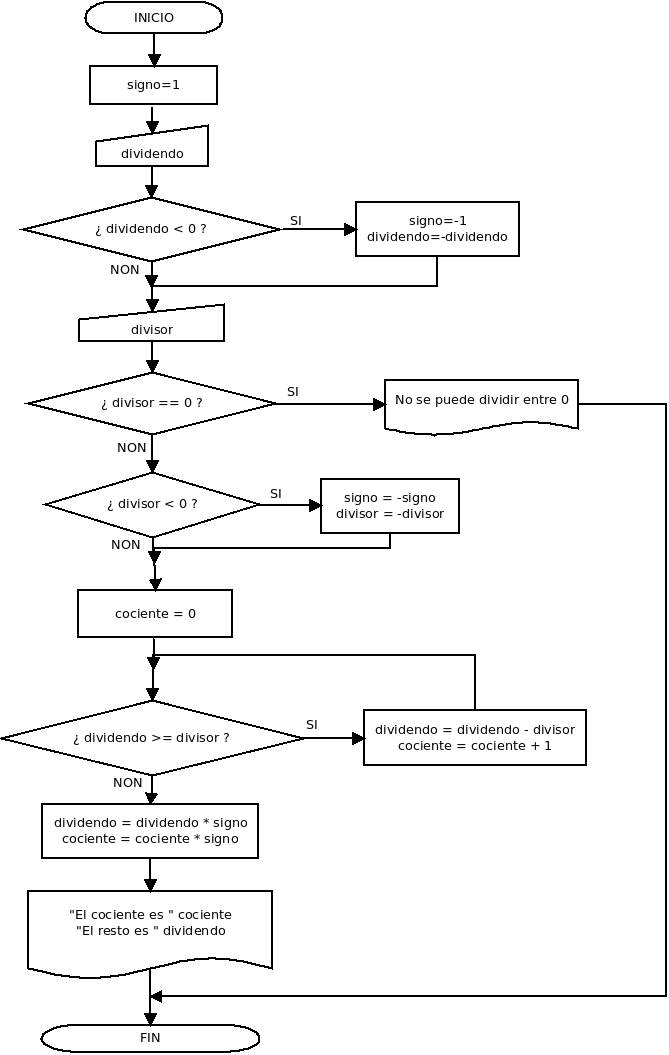 INICIO
signo=1
dividendo
¿ dividendo < 0 ?
SI
signo=-1
dividendo=-dividendo
NON
divisor
¿ divisor == 0 ?
SI
No se puede dividir entre 0
NON
¿ divisor < 0 ?
SI
signo = -signo
divisor = -divisor
NON
cociente = 0
¿ dividendo >= divisor ?
SI
dividendo = dividendo - divisor
cociente = cociente + 1
NON
dividendo = dividendo * signo
cociente = cociente * signo
"El cociente es " cociente
"El resto es " dividendo
FIN